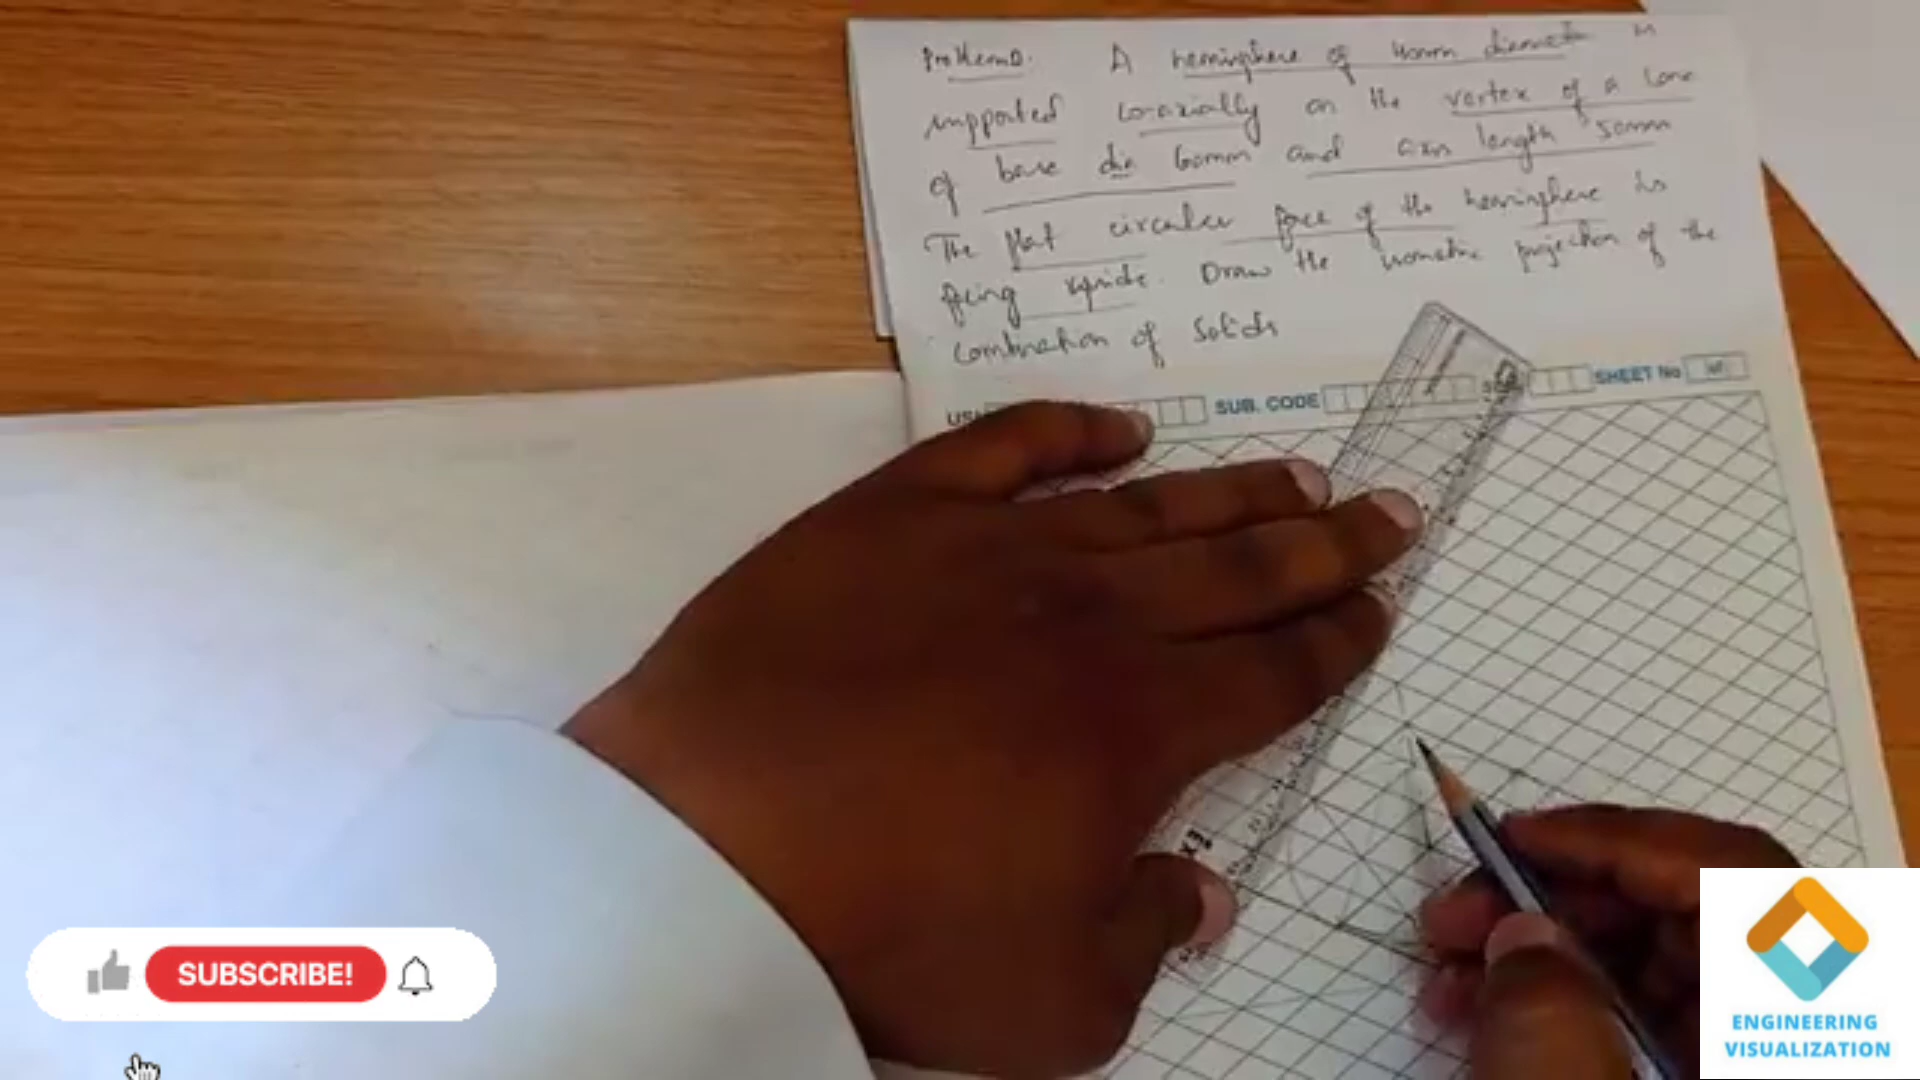 Problem. A hemisphere of 40mm diameter is
supported co-axially on the vertex of a cone
of base dia 60mm and axis length 50mm
The flat circular face of the hemisphere is
facing upside. Draw the isometric projection of the
combination of solids
SUB. CODE SHEET No
SUBSCRIBE!
ENGINEERING
VISUALIZATION